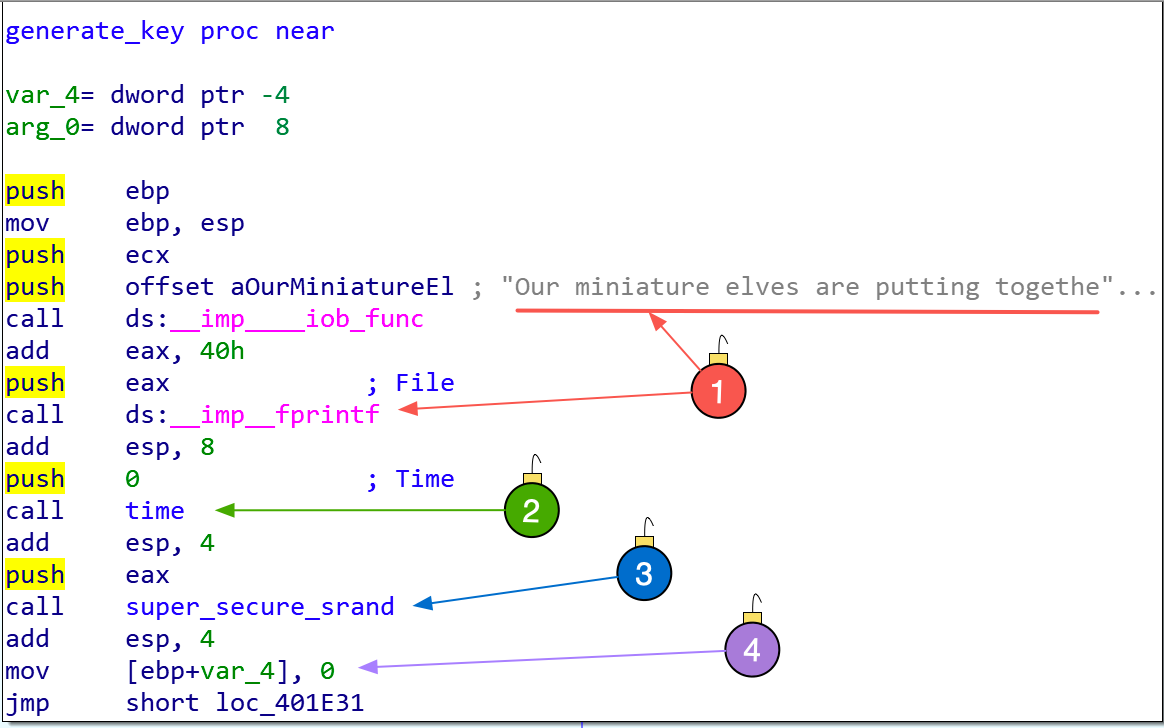 generate_key proc near
var_4= dword ptr -4
arg_0= dword ptr  8
push    ebp
mov     ebp, esp
push    ecx
push    offset aOurMiniatureEl ; "Our miniature elves are putting togethe"...
call    ds:__imp____iob_func
add     eax, 40h
push    eax             ; File
call    ds:__imp__fprintf
1
add     esp, 8
push    0               ; Time
call    time
2
add     esp, 4
push    eax
3
call    super_secure_srand
add     esp, 4
4
mov     [ebp+var_4], 0
jmp     short loc_401E31